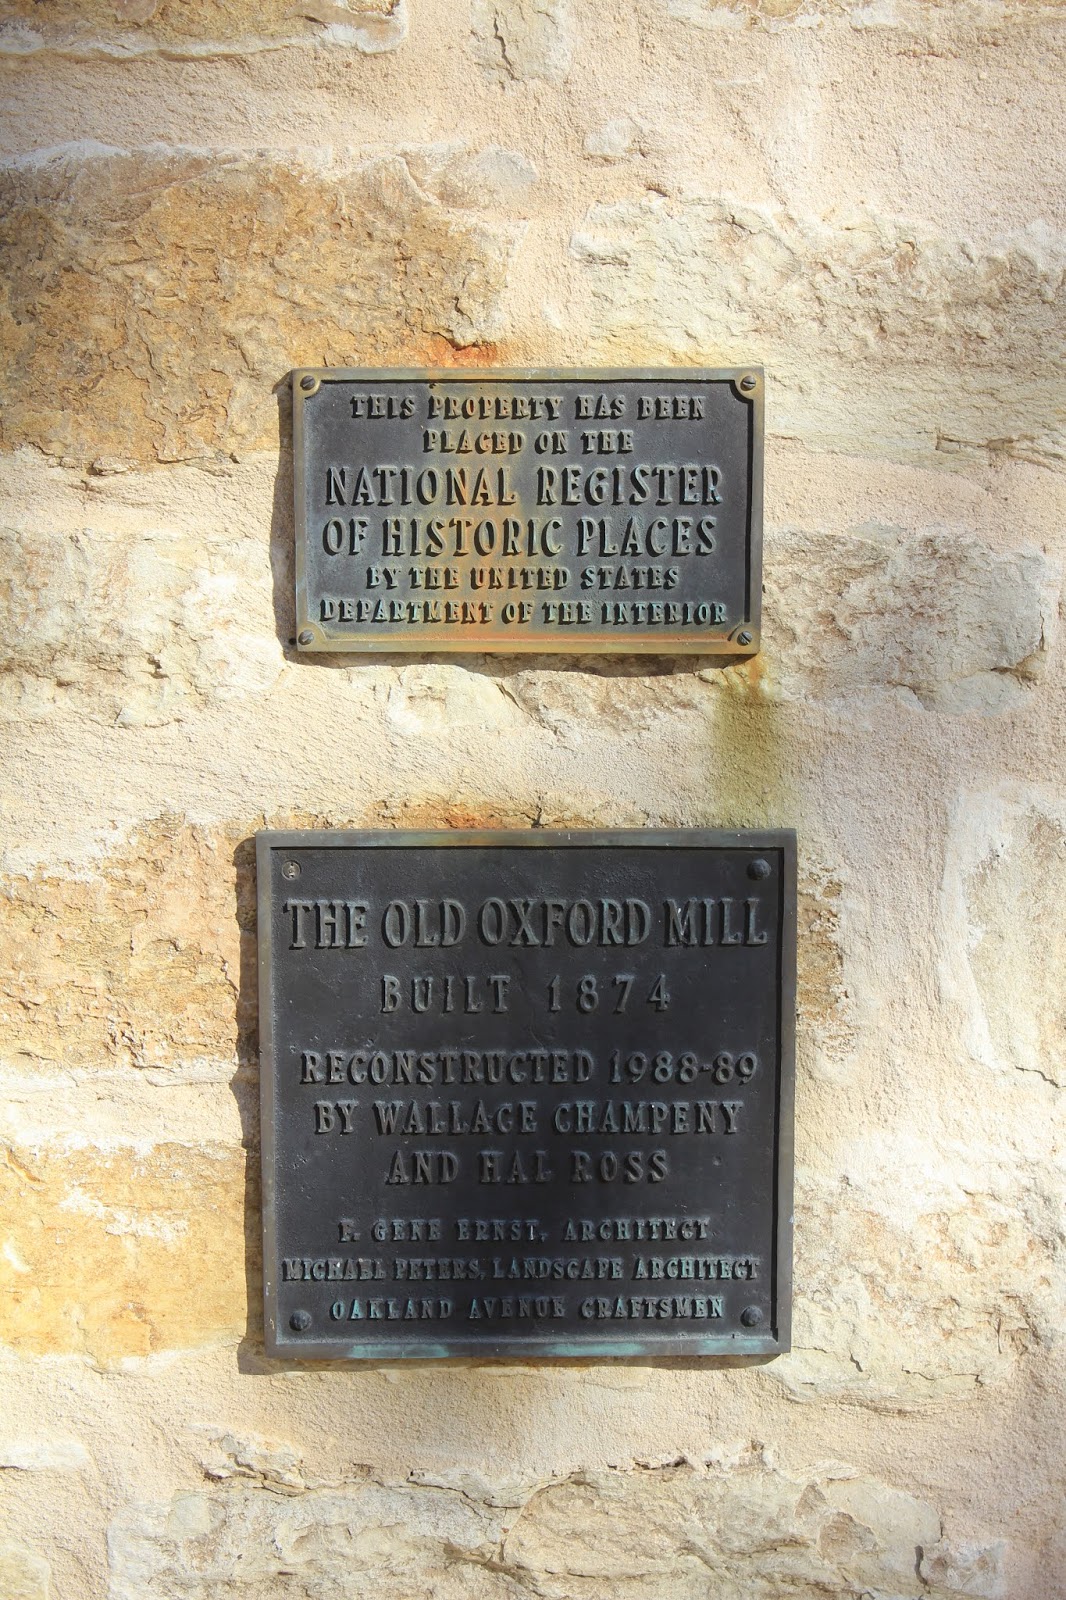 THIS PROPERTY HAS BEEN
PLACED ON THE
NATIONAL REGISTER
OF HISTORIC PLACES
BY THE UNITED STATES
DEPARTMENT OF THE INTERIOR
THE OLD OXFORD MILL
BUILT 1874
RECONSTRUCTED 1988-89
BY WALLACE CHAMPENY
AND HAL ROSS
F. GENE ERNST, ARCHITECT
MICHAEL PETERS, LANDSCAPE ARCHITECT
OAKLAND AVENUE CRAFTSMEN